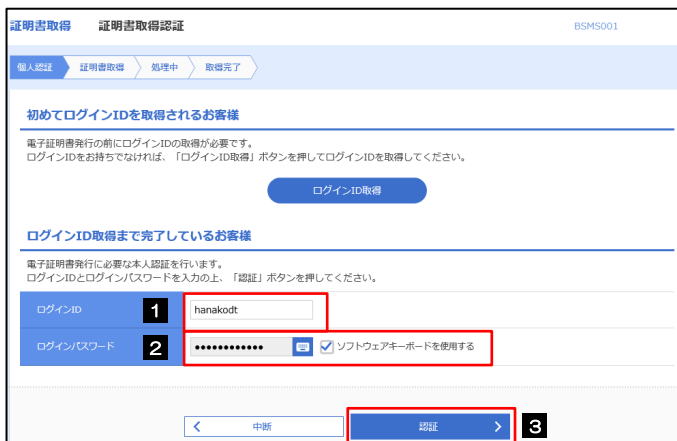 証明書取得 証明書取得認証 BSMS001
個人認証 証明書取得 処理中 取得完了
初めてログインIDを取得されるお客様
電子証明書発行の前にログインIDの取得が必要です。
ログインIDをお持ちでなければ、「ログインID取得」ボタンを押してログインIDを取得してください。
ログインID取得
ログインID取得まで完了しているお客様
電子証明書発行に必要な本人認証を行います。
ログインIDとログインパスワードを入力の上、「認証」ボタンを押してください。
ログインID 1 hanakodt
ログインパスワード 2 ●●●●●●●●●●●● ソフトウェアキーボードを使用する
中断 認証 3